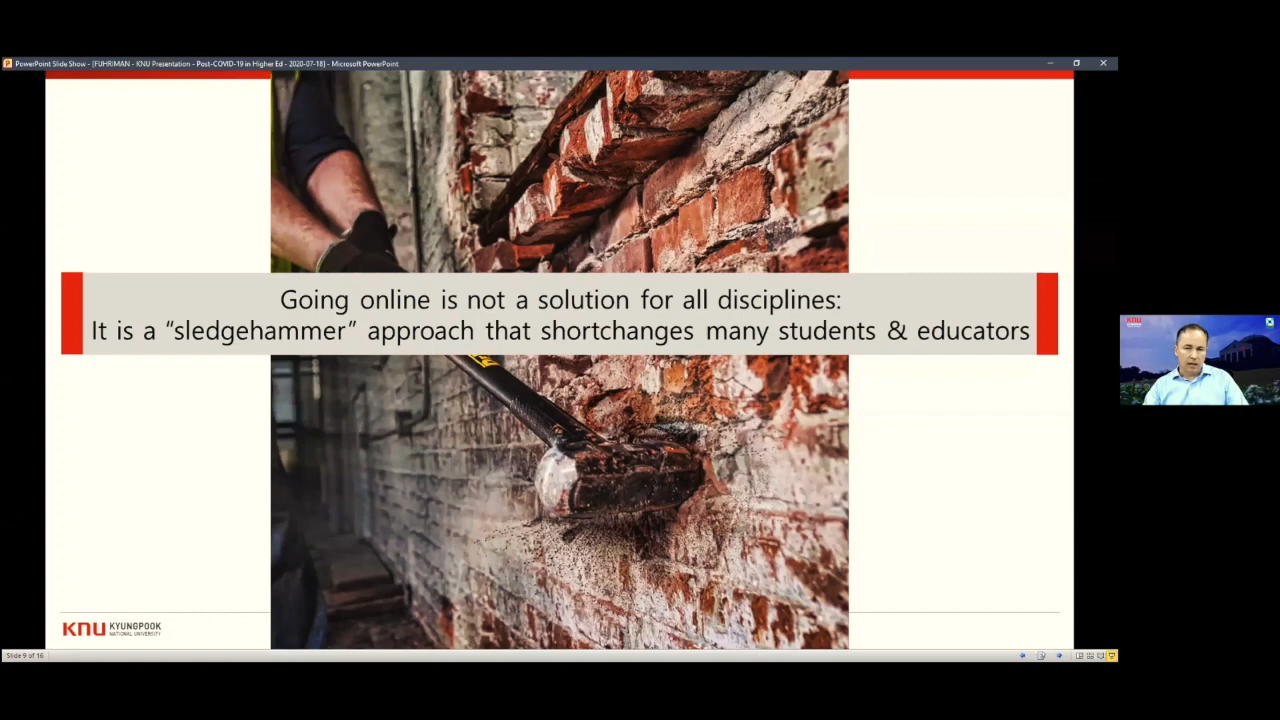 PowerPoint Slide Show - [FUHRIMAN - KNU Presentation - Post-COVID-19 in Higher Ed - 2020-07-18] - Microsoft PowerPoint
Going online is not a solution for all disciplines:
It is a “sledgehammer” approach that shortchanges many students & educators
KNU
KNU KYUNGPOOK
NATIONAL UNIVERSITY
Slide 9 of 16